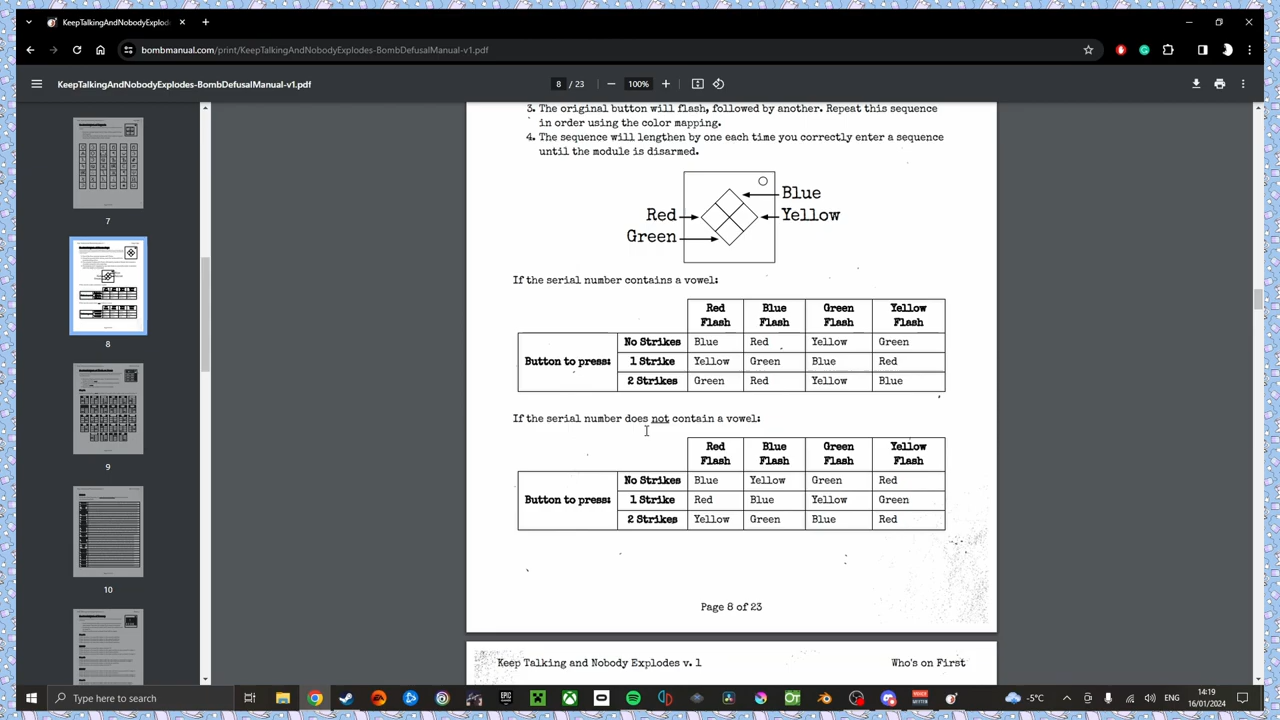 KeepTalkingAndNobodyExplod
bombmanual.com/print/KeepTalkingAndNobodyExplodes-BombDefusalManual-v1.pdf
KeepTalkingAndNobodyExplodes-BombDefusalManual-v1.pdf
8 / 23
100%
7
8
9
10
3. The original button will flash, followed by another. Repeat this sequence
in order using the color mapping.
4. The sequence will lengthen by one each time you correctly enter a sequence
until the module is disarmed.
Blue
Red
Yellow
Green
If the serial number contains a vowel:
Red Flash Blue Flash Green Flash Yellow Flash
Button to press:
No Strikes Blue Red Yellow Green
1 Strike Yellow Green Blue Red
2 Strikes Green Red Yellow Blue
If the serial number does not contain a vowel:
Red Flash Blue Flash Green Flash Yellow Flash
Button to press:
No Strikes Blue Yellow Green Red
1 Strike Red Blue Yellow Green
2 Strikes Yellow Green Blue Red
Page 8 of 23
Keep Talking and Nobody Explodes v. 1 Who's on First
Type here to search
-5°C
ENG
14:19
16/01/2024